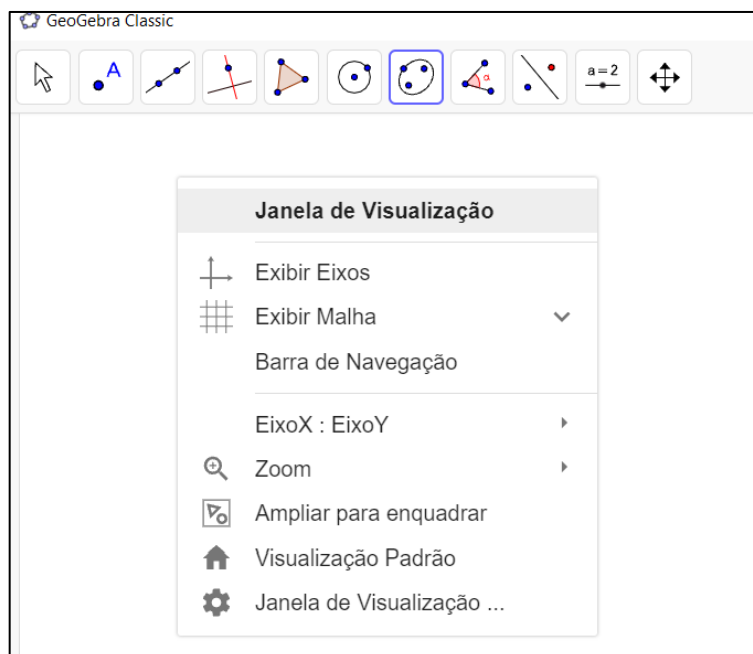 GeoGebra Classic
A
α
a=2
Janela de Visualização
Exibir Eixos
Exibir Malha
Barra de Navegação
EixoX : EixoY
Zoom
Ampliar para enquadrar
Visualização Padrão
Janela de Visualização ...